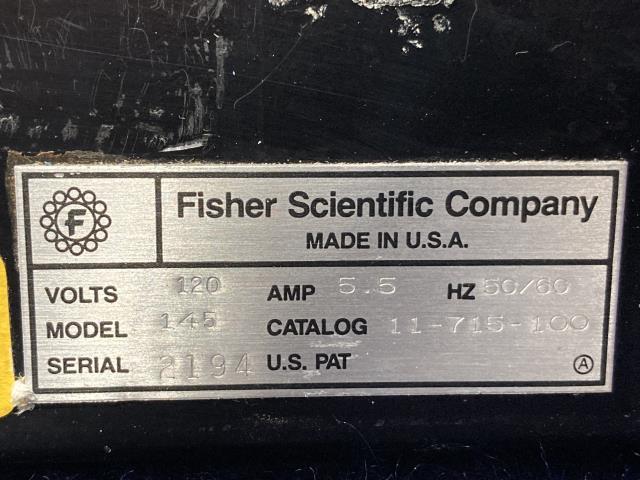 F
Fisher Scientific Company
MADE IN U.S.A.
VOLTS 120 AMP 5.5 HZ 50/60
MODEL 145 CATALOG 11-715-100
SERIAL 2194 U.S. PAT
A